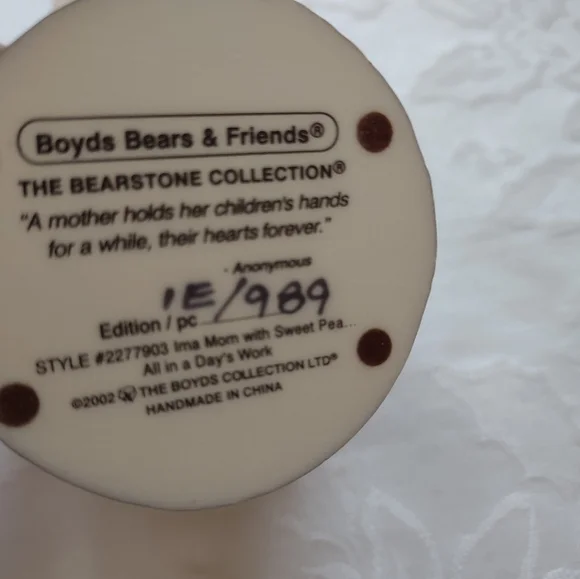 Boyds Bears & Friends®
THE BEARSTONE COLLECTION®
"A mother holds her children's hands
for a while, their hearts forever."
- Anonymous
Edition / pc 1E/989
STYLE #2277903 Ima Mom with Sweet Pea...
All in a Day's Work
©2002 THE BOYDS COLLECTION LTD®
HANDMADE IN CHINA